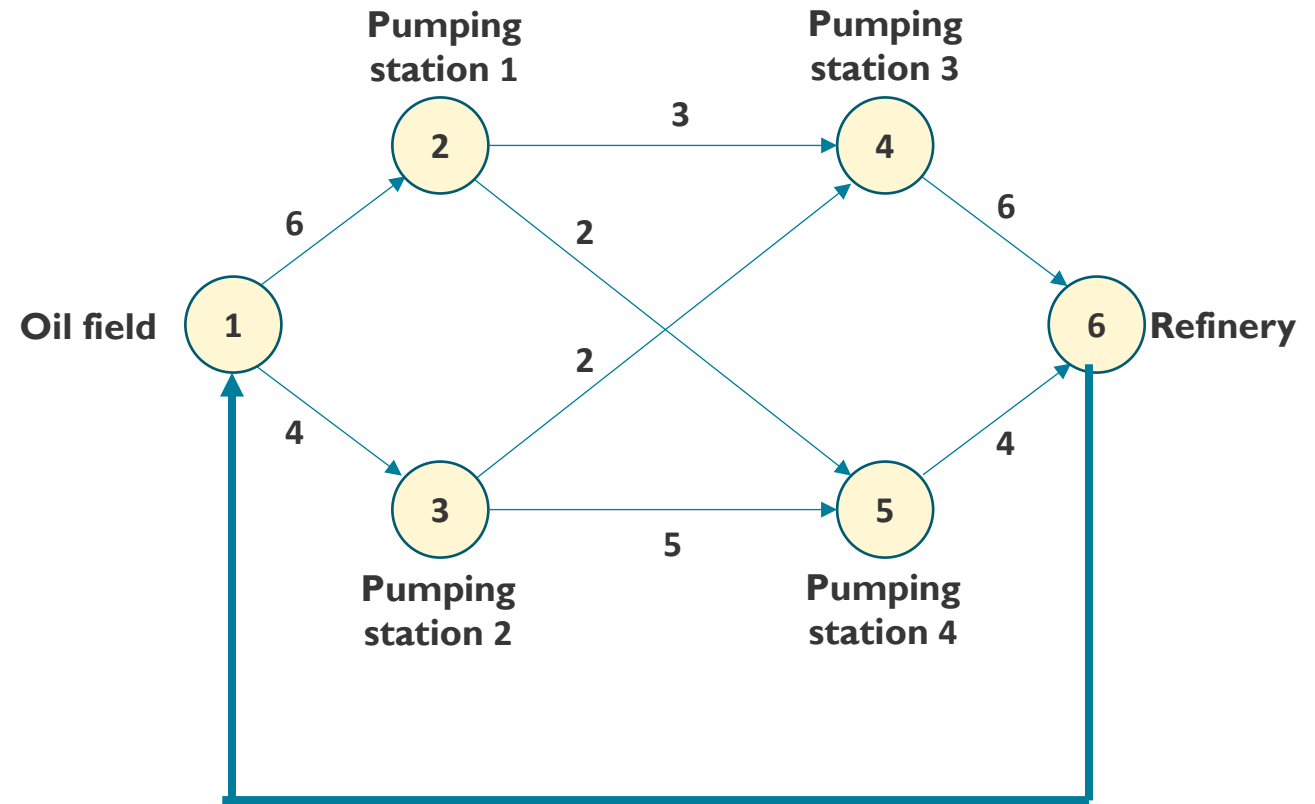 Pumping
station 1
Pumping
station 3
3
2
4
6
6
2
Oil field
1
6
Refinery
2
4
4
3
5
5
Pumping
station 2
Pumping
station 4